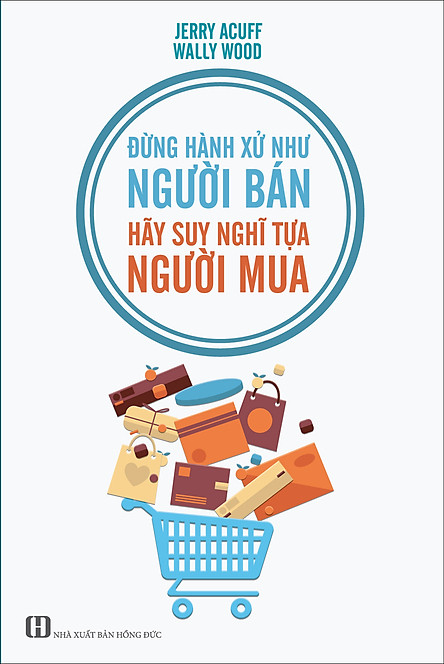 JERRY ACUFF
WALLY WOOD
ĐỪNG HÀNH XỬ NHƯ
NGƯỜI BÁN
HÃY SUY NGHĨ TỰA
NGƯỜI MUA
NHÀ XUẤT BẢN HỒNG ĐỨC